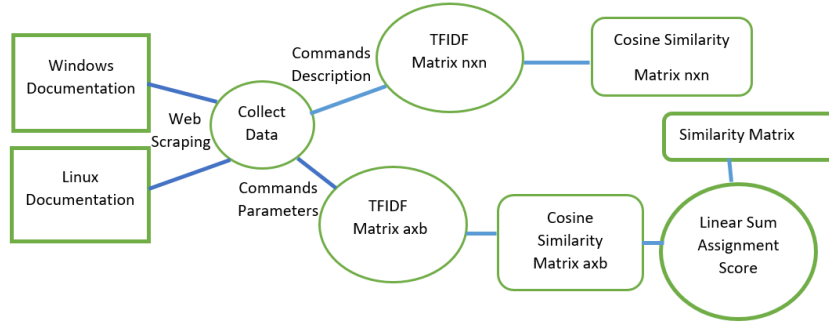 Windows
Documentation
Linux
Documentation
Web
Scraping
Collect
Data
Commands
Description
Commands
Parameters
TFIDF
Matrix nxn
Cosine Similarity
Matrix nxn
TFIDF
Matrix axb
Cosine
Similarity
Matrix axb
Linear Sum
Assignment
Score
Similarity Matrix